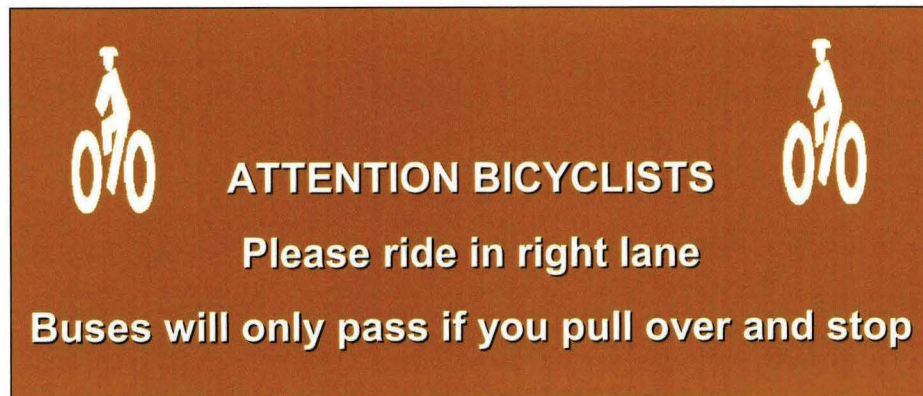 ATTENTION BICYCLISTS
Please ride in right lane
Buses will only pass if you pull over and stop